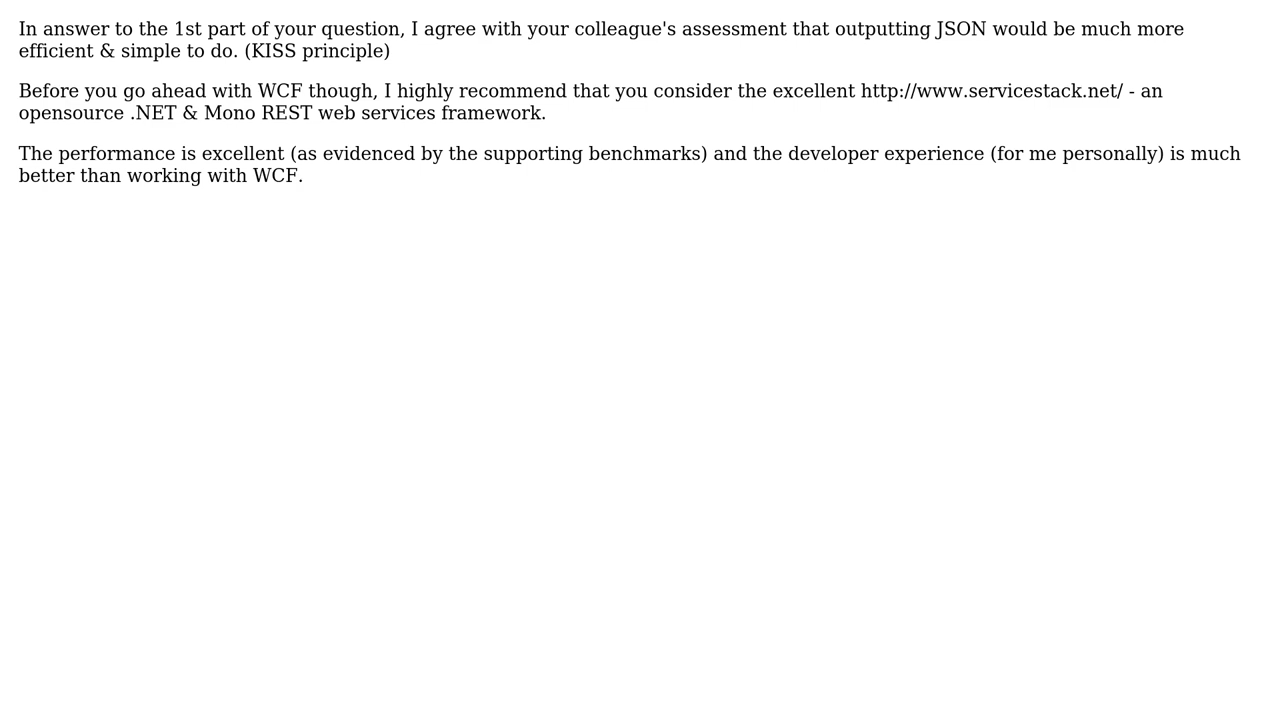 In answer to the 1st part of your question, I agree with your colleague's assessment that outputting JSON would be much more
efficient & simple to do. (KISS principle)
Before you go ahead with WCF though, I highly recommend that you consider the excellent http://www.servicestack.net/ - an
opensource .NET & Mono REST web services framework.
The performance is excellent (as evidenced by the supporting benchmarks) and the developer experience (for me personally) is much
better than working with WCF.